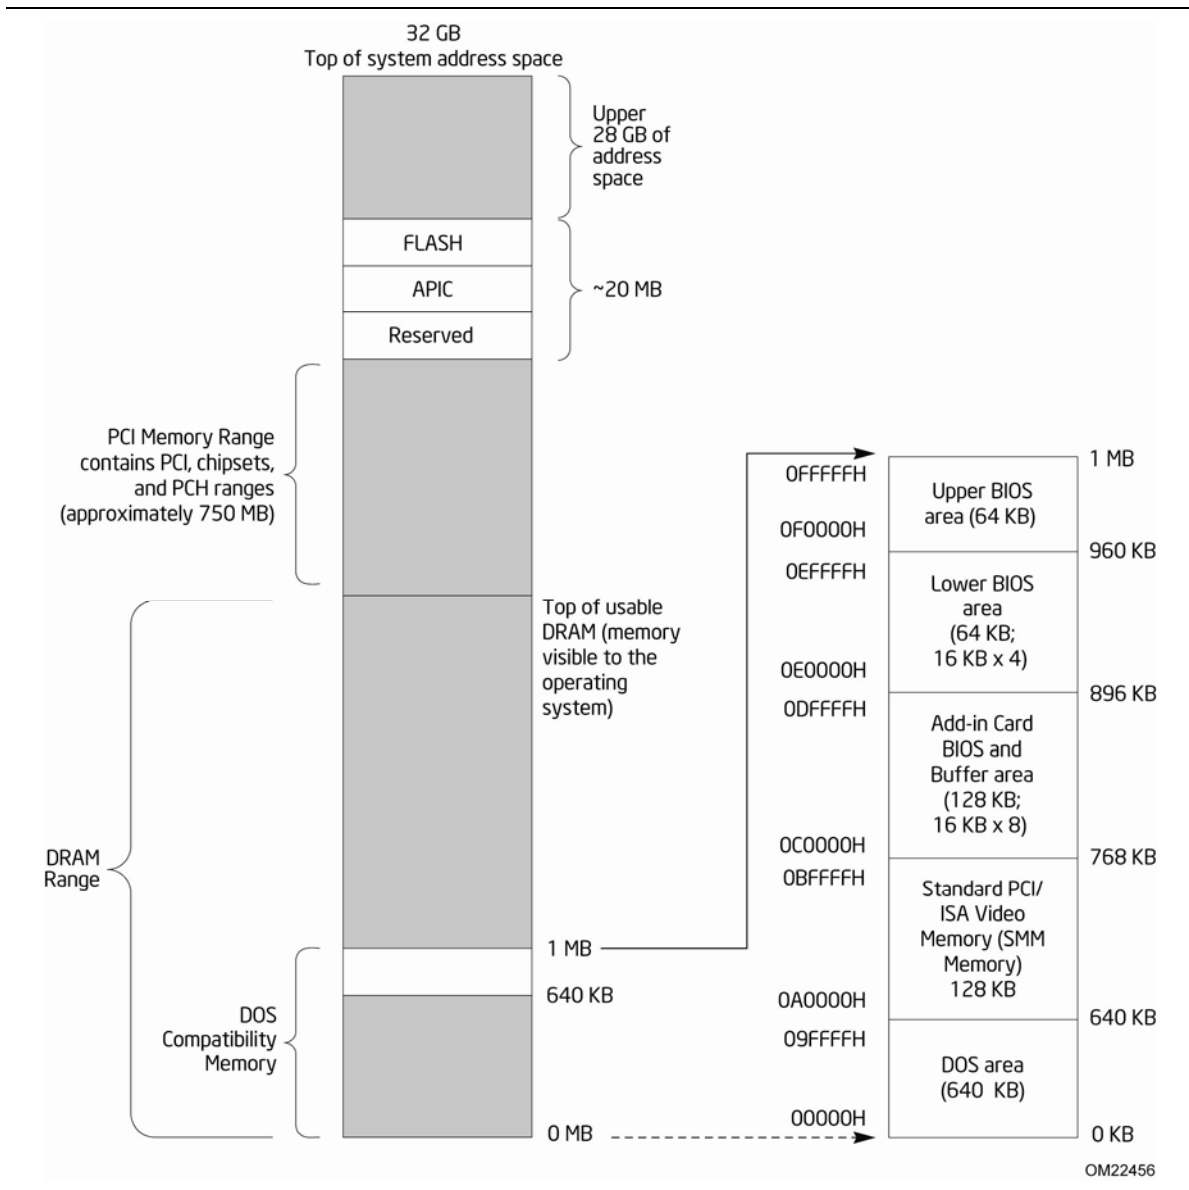 32 GB
Top of system address space
Upper
28 GB of
address
space
FLASH
APIC
Reserved
~20 MB
PCI Memory Range
contains PCI, chipsets,
and PCH ranges
(approximately 750 MB)
Top of usable
DRAM (memory
visible to the
operating
system)
DRAM
Range
1 MB
640 KB
DOS
Compatibility
Memory
0 MB
0FFFFFH
0F0000H
0EFFFFH
0E0000H
0DFFFFH
0C0000H
0BFFFFH
0A0000H
09FFFFH
00000H
Upper BIOS
area (64 KB)
Lower BIOS
area
(64 KB;
16 KB x 4)
Add-in Card
BIOS and
Buffer area
(128 KB;
16 KB x 8)
Standard PCI/
ISA Video
Memory (SMM
Memory)
128 KB
DOS area
(640 KB)
1 MB
960 KB
896 KB
768 KB
640 KB
0 KB
OM22456